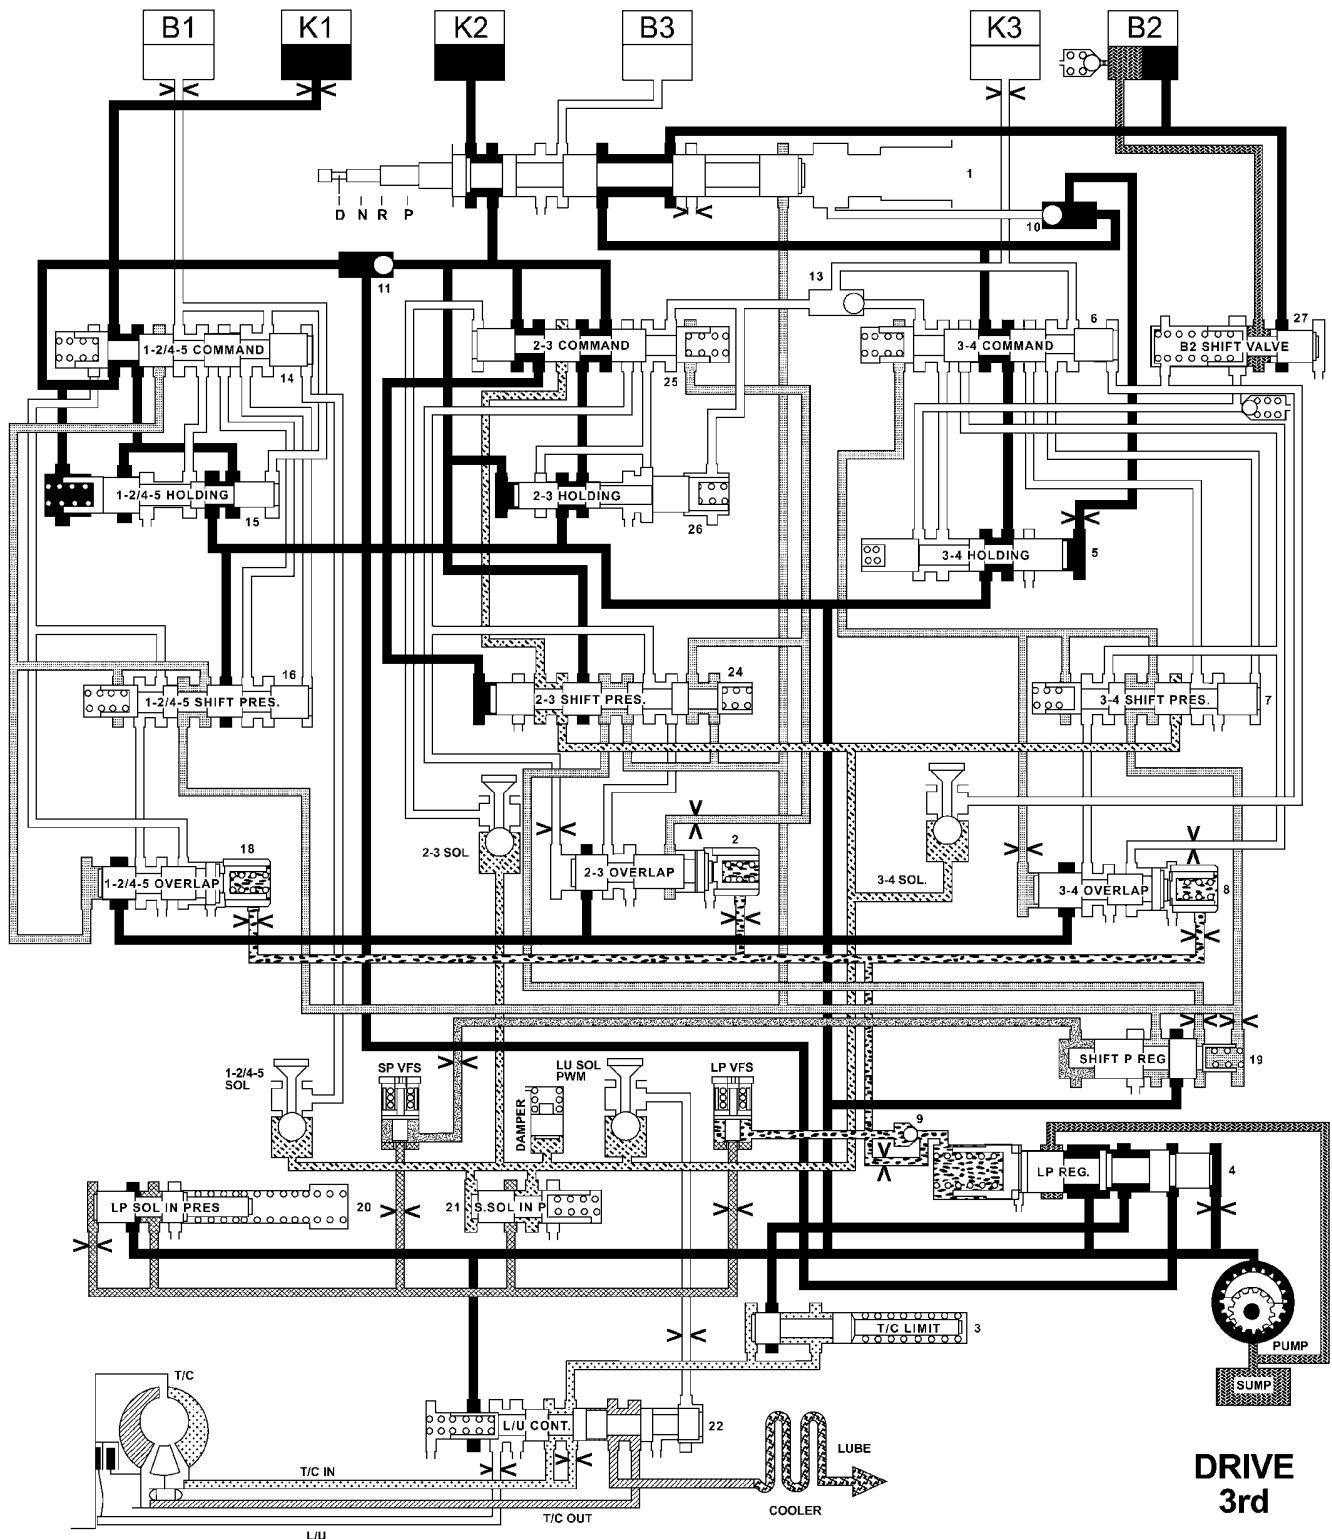 B1 K1 K2 B3 K3 B2
1
D N R P
10
11
13
6
27
1-2/4-5 COMMAND
2-3 COMMAND
3-4 COMMAND
B2 SHIFT VALVE
14
25
1-2/4-5 HOLDING
2-3 HOLDING
15
26
3-4 HOLDING
5
16
24
1-2/4-5 SHIFT PRES.
2-3 SHIFT PRES.
3-4 SHIFT PRES.
7
2-3 SOL
2
18
3-4 SOL.
1-2/4-5 OVERLAP
2-3 OVERLAP
3-4 OVERLAP
8
SHIFT P REG
19
1-2/4-5
SOL
SP VFS
LU SOL
PWM
LP VFS
DAMPER
9
LP REG.
4
LP SOL IN PRES
20
21
S.SOL IN P
T/C LIMIT
3
PUMP
SUMP
T/C
L/U CONT.
22
LUBE
T/C IN
COOLER
T/C OUT
L/U
DRIVE
3rd